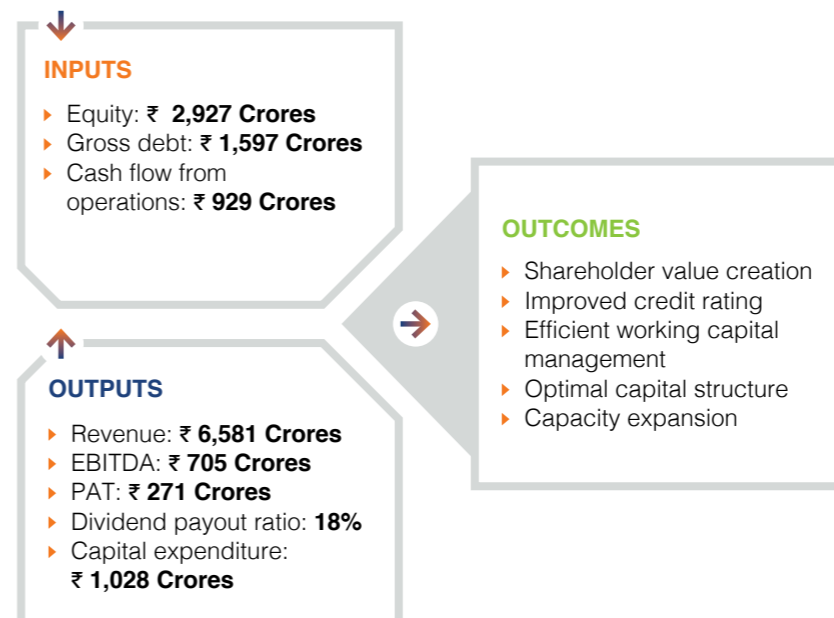 INPUTS
Equity: ₹ 2,927 Crores
Gross debt: ₹ 1,597 Crores
Cash flow from
operations: ₹ 929 Crores
OUTPUTS
Revenue: ₹ 6,581 Crores
EBITDA: ₹ 705 Crores
PAT: ₹ 271 Crores
Dividend payout ratio: 18%
Capital expenditure:
₹ 1,028 Crores
OUTCOMES
Shareholder value creation
Improved credit rating
Efficient working capital
management
Optimal capital structure
Capacity expansion